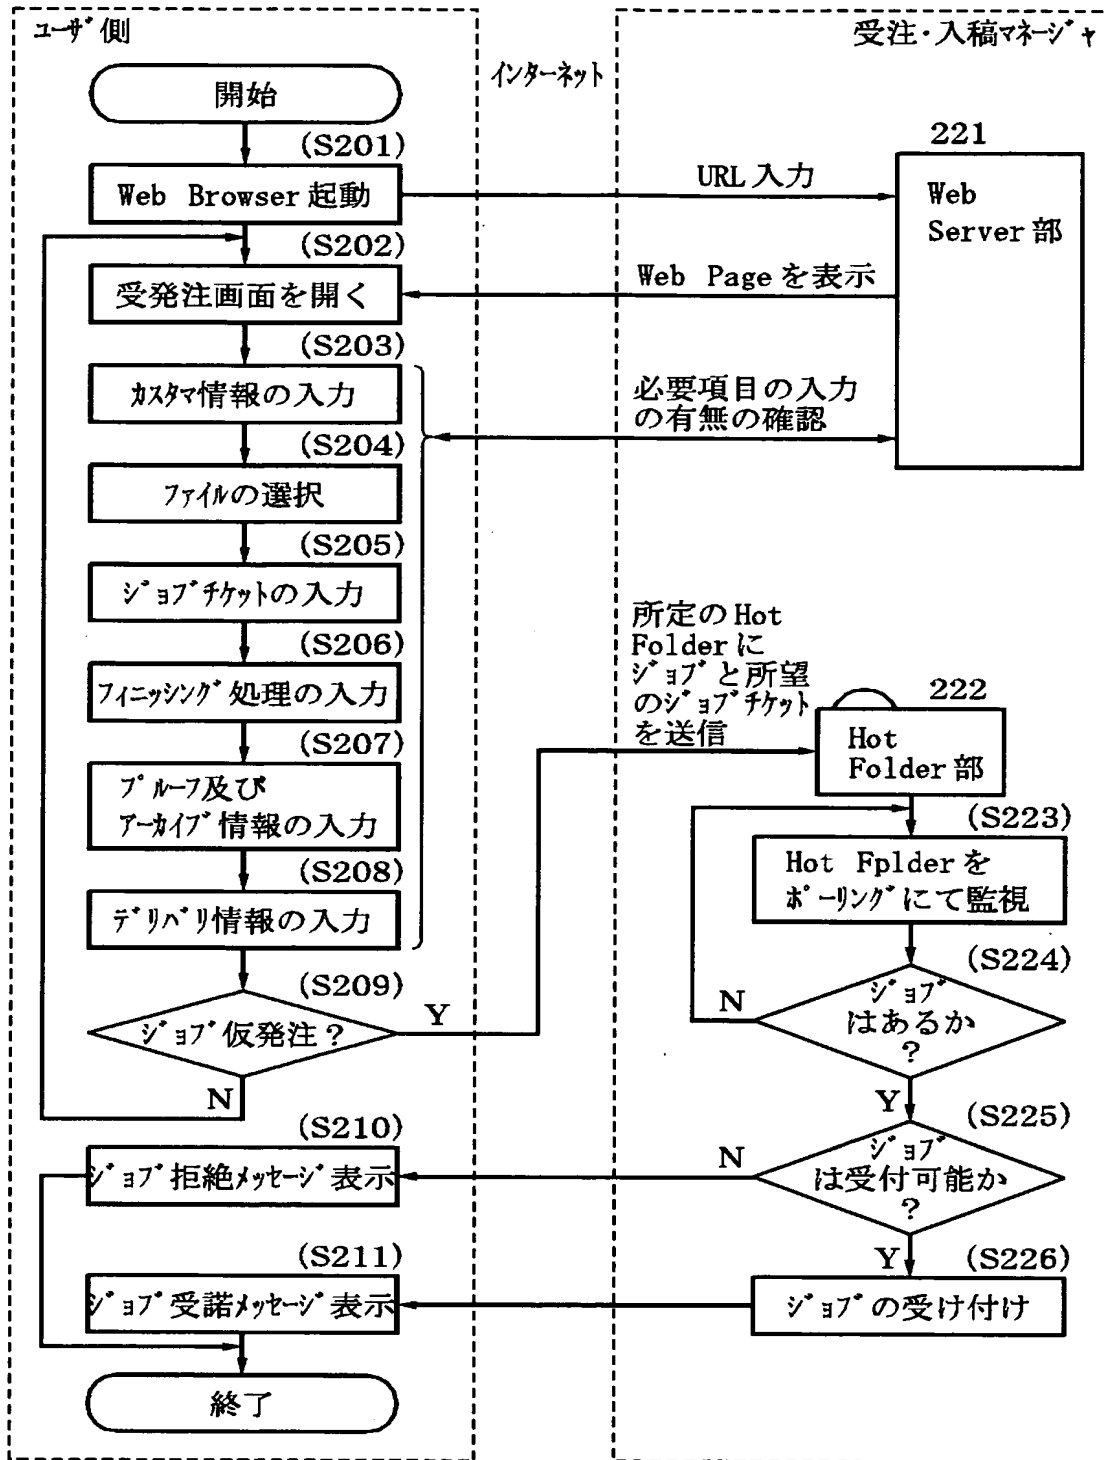 ユーザ側
開始
(S201)
Web Browser起動
(S202)
受発注画面を開く
(S203)
カスタマ情報の入力
(S204)
ファイルの選択
(S205)
ジョブチケットの入力
(S206)
フィニッシング処理の入力
(S207)
プルーフ及び
アーカイブ情報の入力
(S208)
デリバリ情報の入力
(S209)
ジョブ仮発注?
Y
N
(S210)
ジョブ拒絶メッセージ表示
(S211)
ジョブ受諾メッセージ表示
終了
インターネット
URL入力
Web Pageを表示
必要項目の入力
の有無の確認
所定のHot
Folderに
ジョブと所望
のジョブチケット
を送信
受注・入稿マネージャ
221
Web
Server部
222
Hot
Folder部
(S223)
Hot Fplderを
ポーリングにて監視
(S224)
ジョブ
はあるか
?
N
Y
(S225)
ジョブ
は受付可能か
?
N
Y
(S226)
ジョブの受け付け